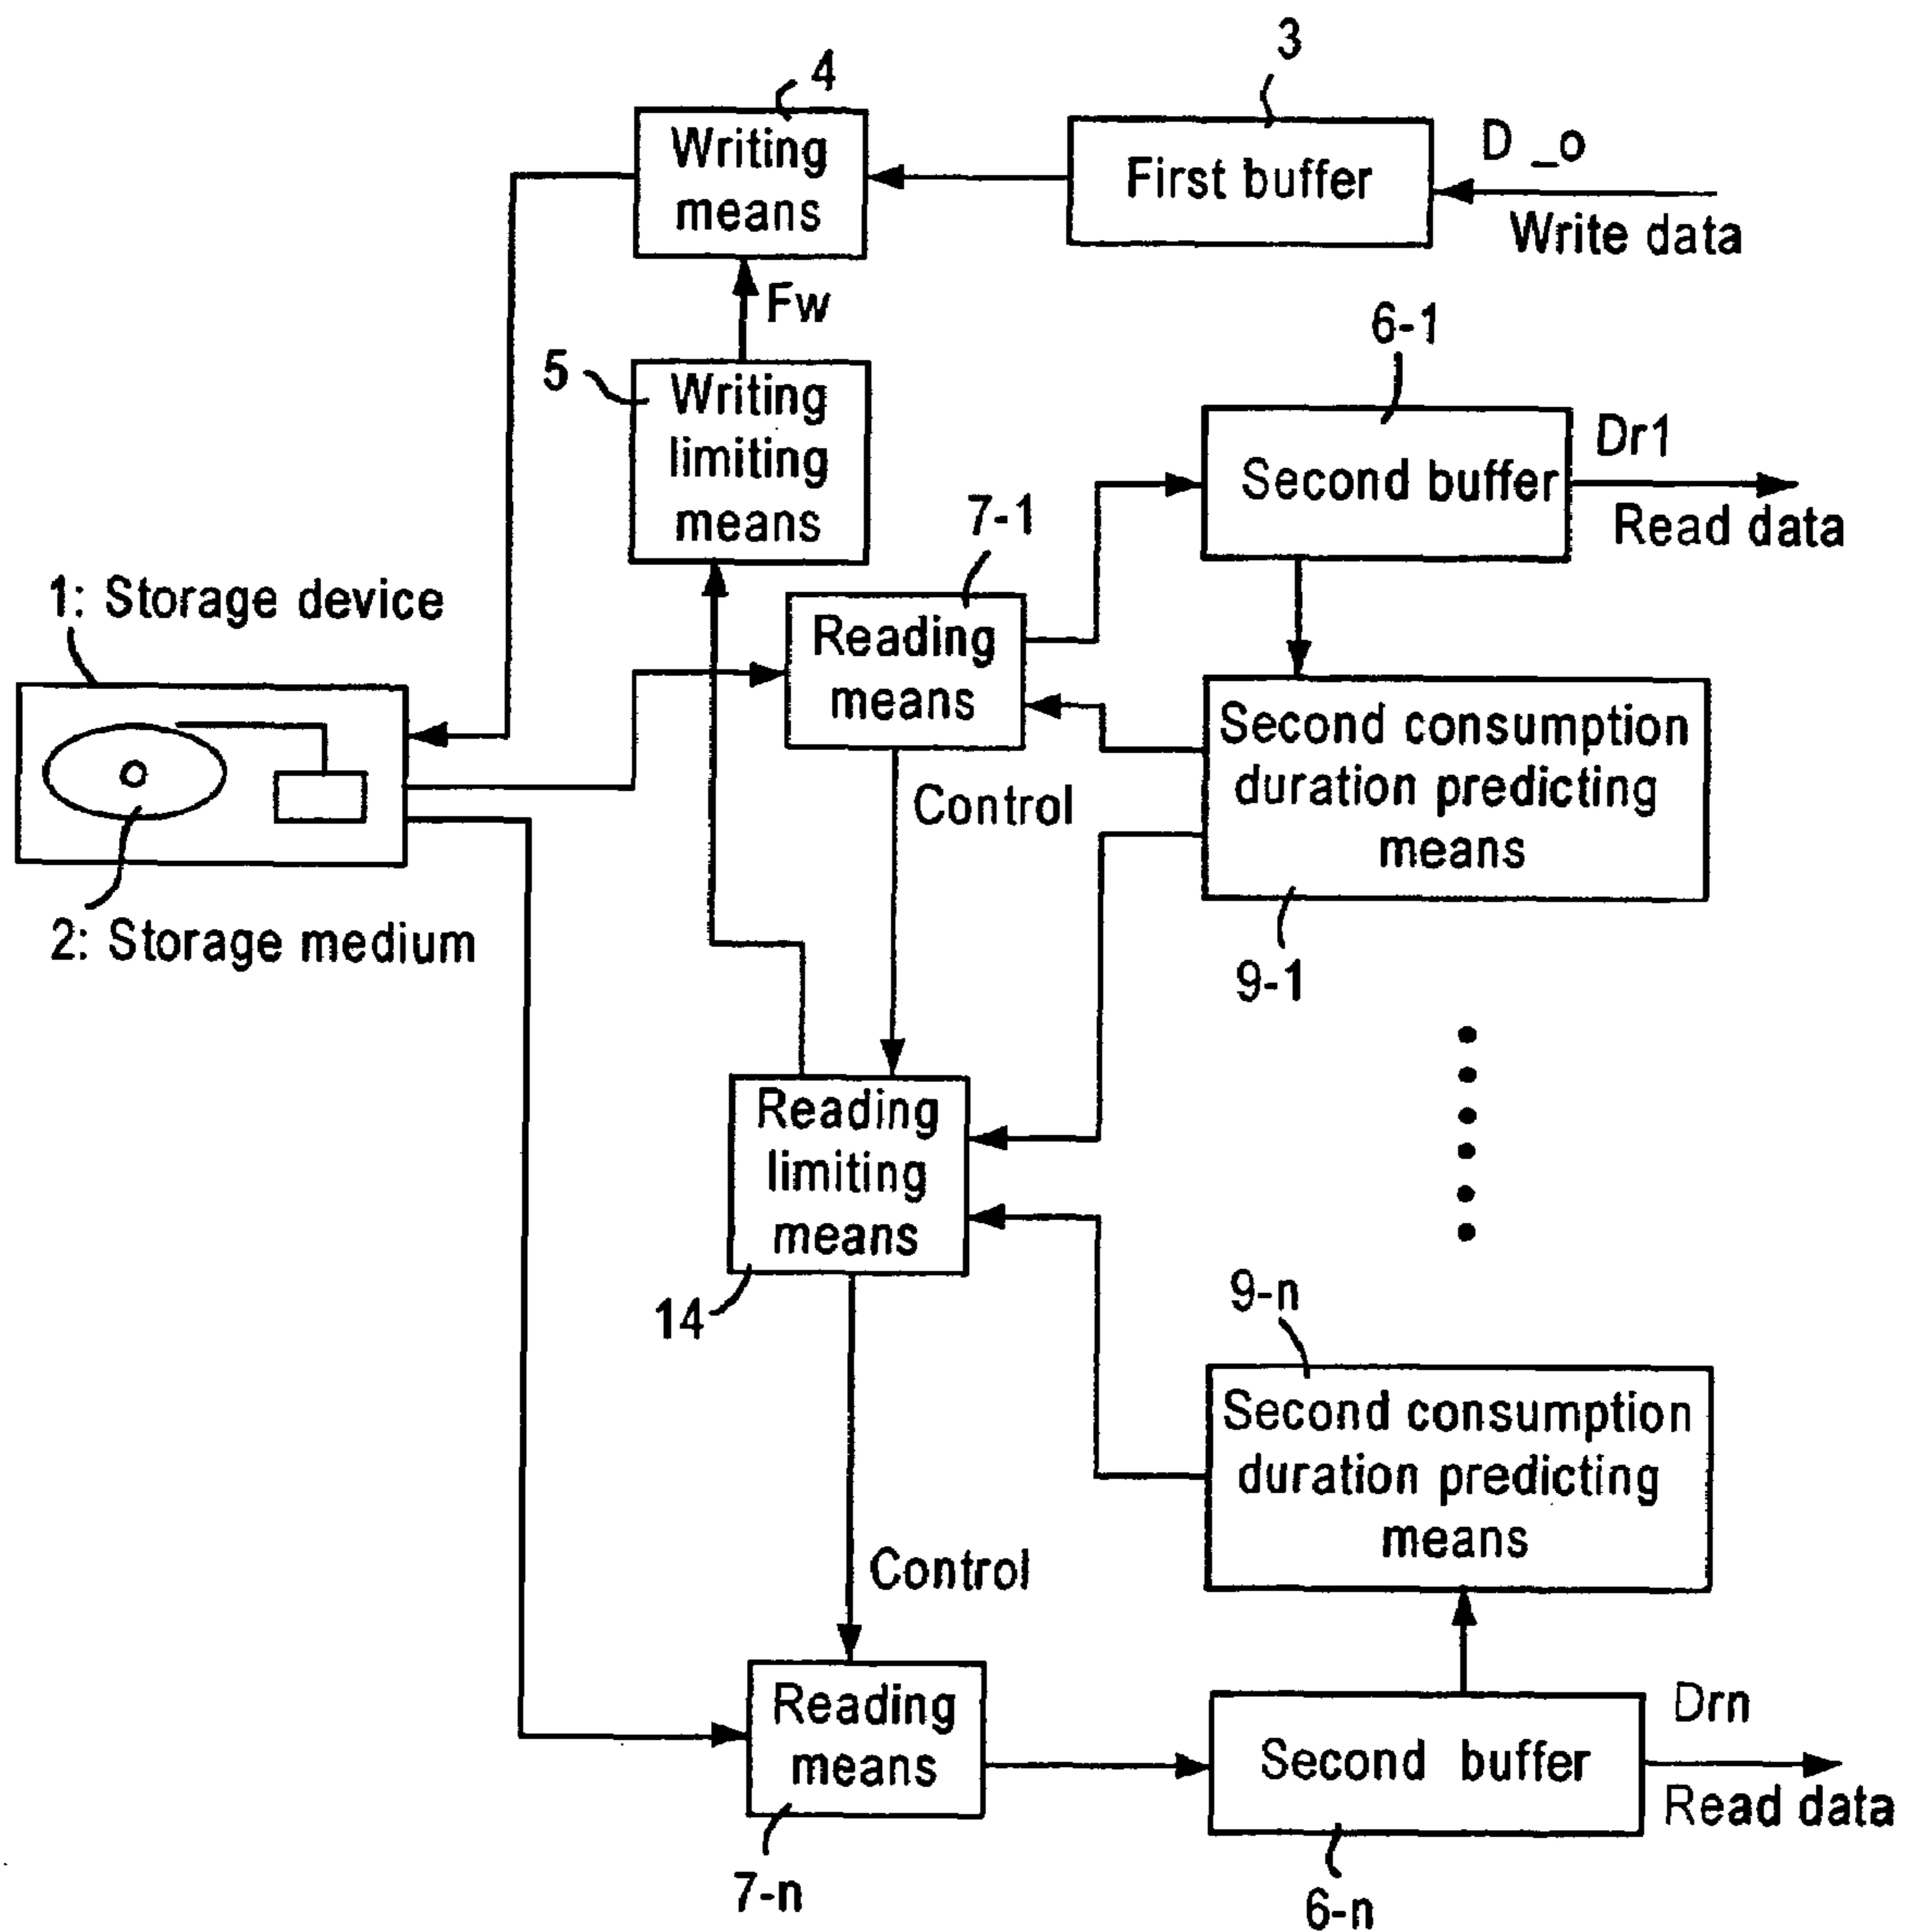 3
4
Writing
means
First buffer
D _o
Write data
Fw
5
Writing
limiting
means
6-1
Second buffer
Dr1
Read data
7-1
Reading
means
1: Storage device
2: Storage medium
Control
Second consumption
duration predicting
means
9-1
Reading
limiting
means
14
9-n
Second consumption
duration predicting
means
Control
Reading
means
7-n
Second buffer
Drn
Read data
6-n